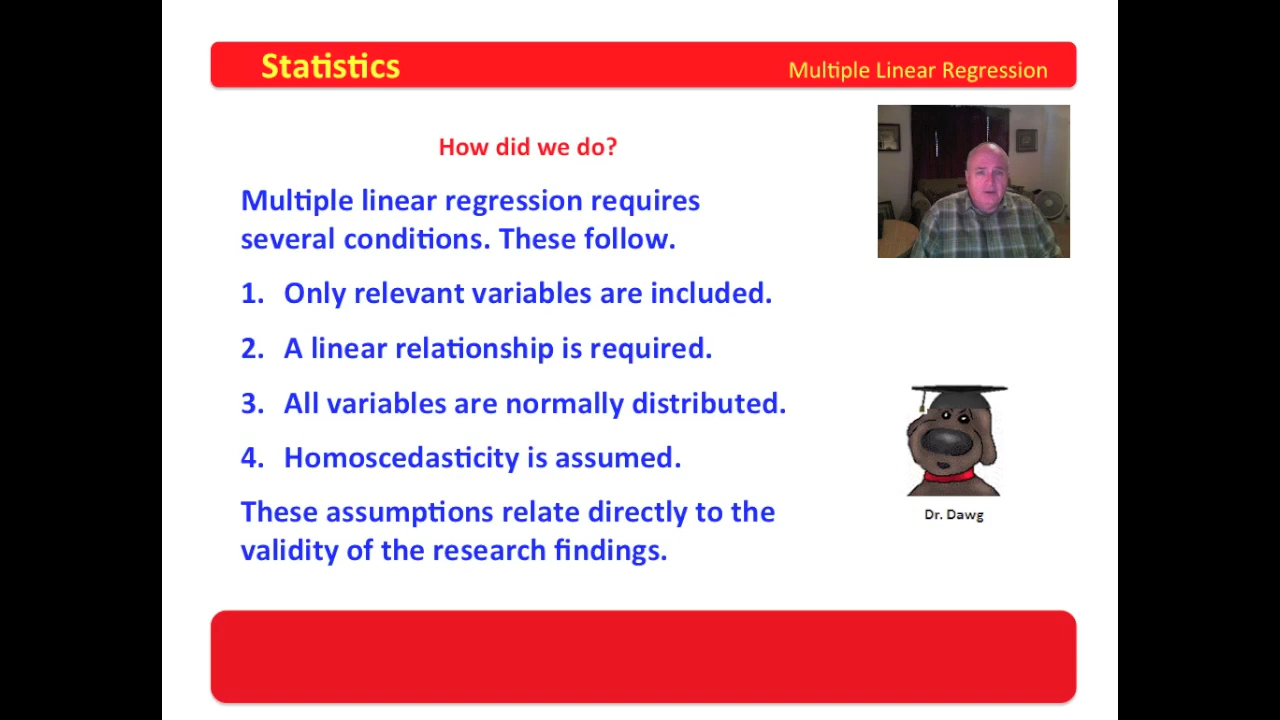 Statistics
Multiple Linear Regression
How did we do?
Multiple linear regression requires
several conditions. These follow.
1. Only relevant variables are included.
2. A linear relationship is required.
3. All variables are normally distributed.
4. Homoscedasticity is assumed.
These assumptions relate directly to the
validity of the research findings.
Dr. Dawg